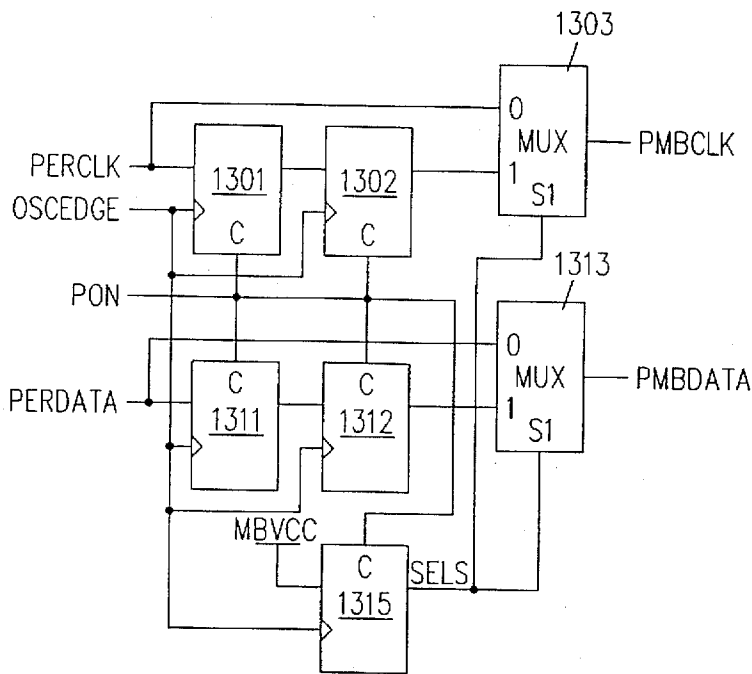 1303
0
MUX
1
S1
PMBCLK
PERCLK
1301
1302
OSCEDGE
C
C
PON
1313
0
MUX
1
S1
PMBDATA
C
C
PERDATA
1311
1312
MBVCC
C
SELS
1315